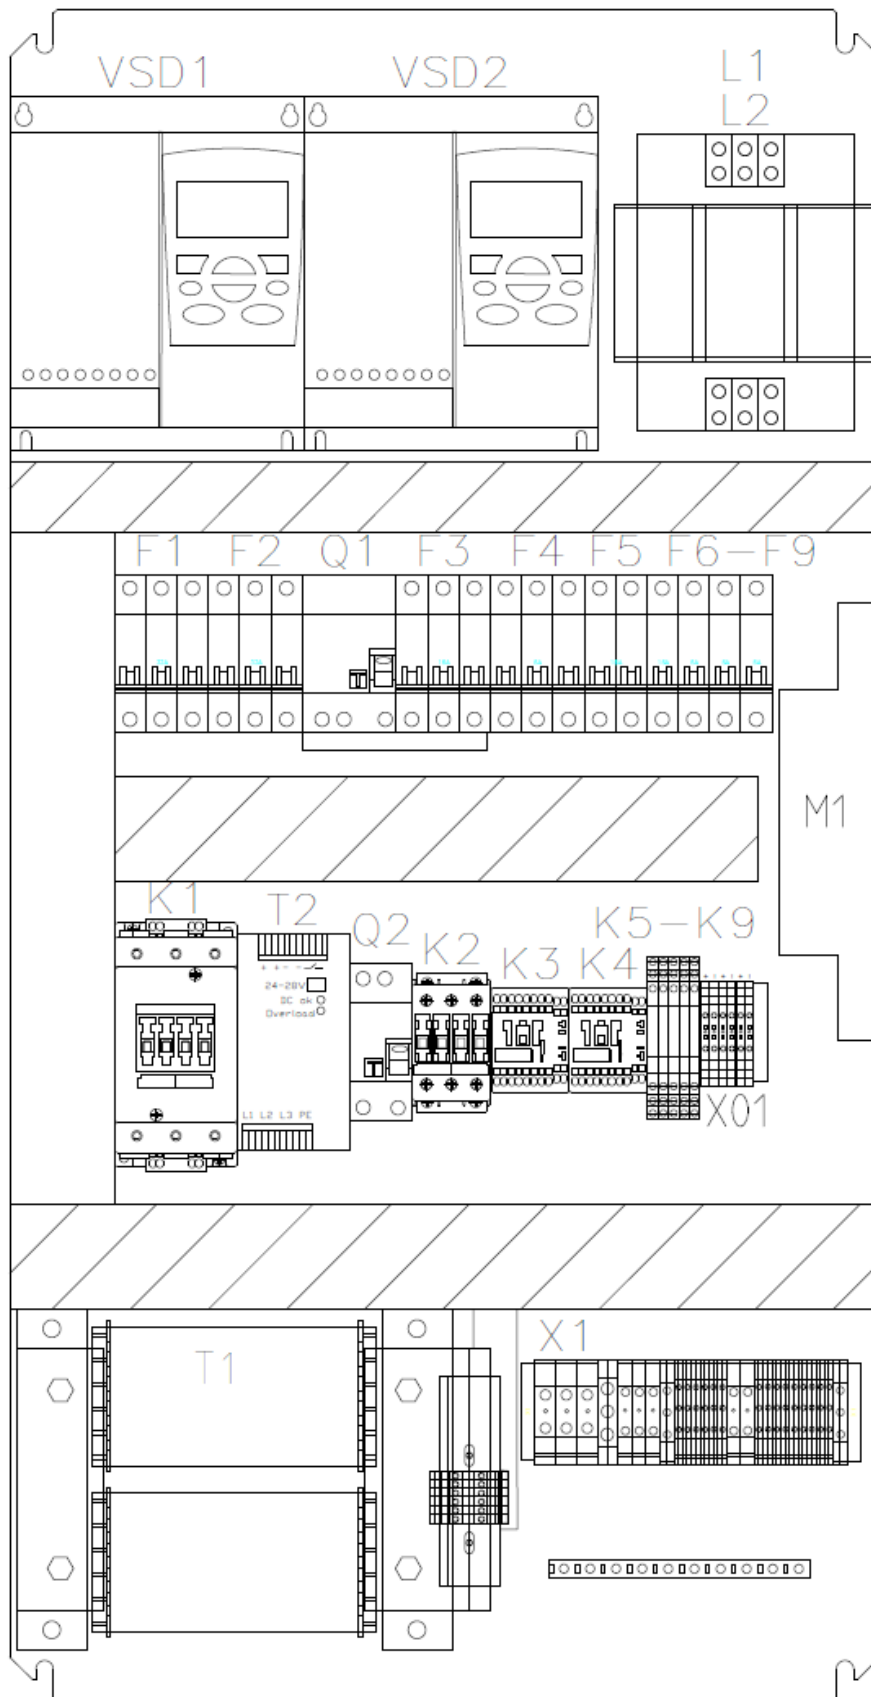 VSD1 VSD2 L1
L2
F1 F2 Q1 F3 F4 F5 F6-F9
M1
K1 T2 Q2 K2 K3 K4 K5-K9
+ + - -
24-28V
DC ok
Overload
L1 L2 L3 PE
X01
T1 X1